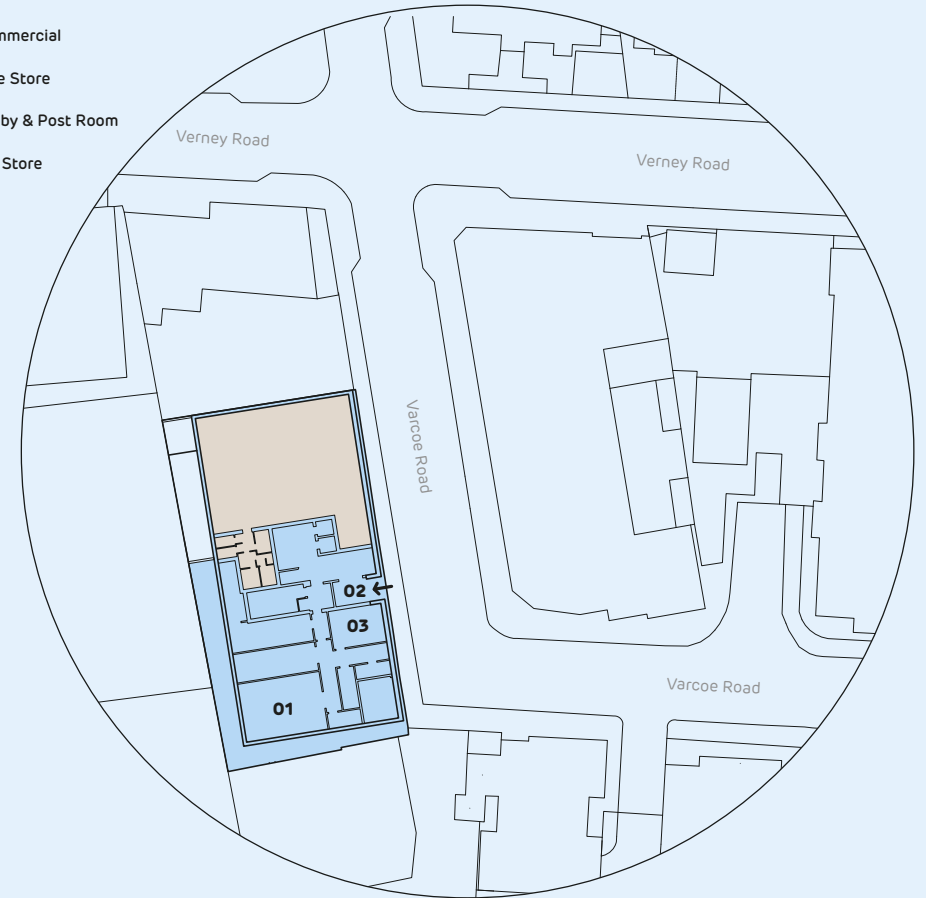 mmercial
e Store
by & Post Room
Store
Verney Road
Verney Road
Varcoe Road
02
03
01
Varcoe Road